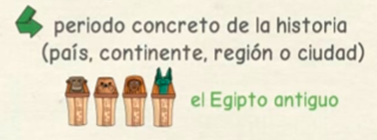 periodo concreto de la historia
(país, continente, región o ciudad)
el Egipto antiguo